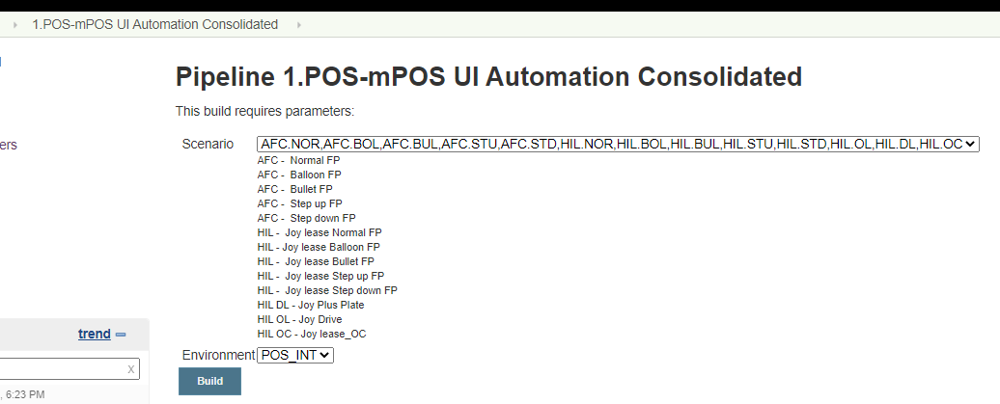 1.POS-mPOS UI Automation Consolidated
Pipeline 1.POS-mPOS UI Automation Consolidated
This build requires parameters:
ers
Scenario AFC.NOR,AFC.BOL,AFC.BUL,AFC.STU,AFC.STD,HIL.NOR,HIL.BOL,HIL.BUL,HIL.STU,HIL.STD,HIL.OL,HIL.DL,HIL.OC
AFC - Normal FP
AFC - Balloon FP
AFC - Bullet FP
AFC - Step up FP
AFC - Step down FP
HIL - Joy lease Normal FP
HIL - Joy lease Balloon FP
HIL - Joy lease Bullet FP
HIL - Joy lease Step up FP
HIL - Joy lease Step down FP
HIL DL - Joy Plus Plate
HIL OL - Joy Drive
HIL OC - Joy lease_OC
trend
Environment POS_INT
x
Build
, 6:23 PM